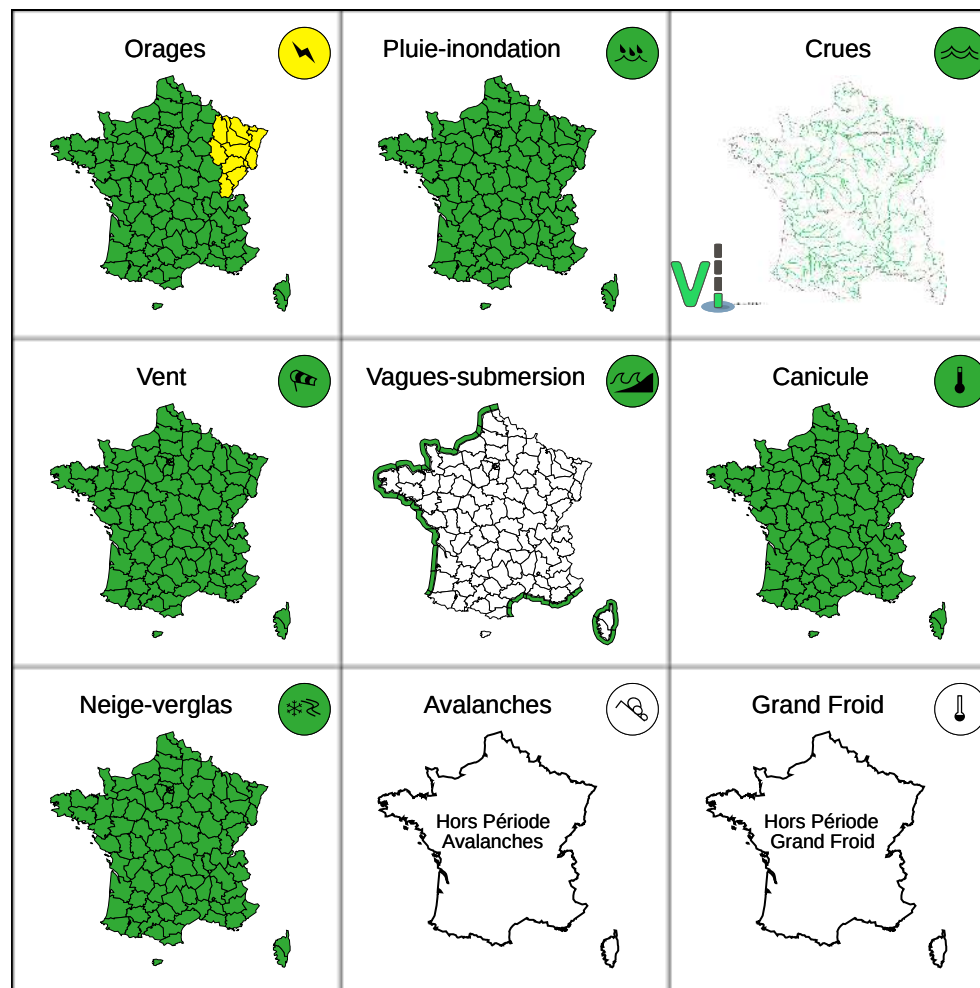 Orages
Pluie-inondation
Crues
Vent
Vagues-submersion
Canicule
Neige-verglas
Avalanches
Grand Froid
Hors Période
Avalanches
Hors Période
Grand Froid